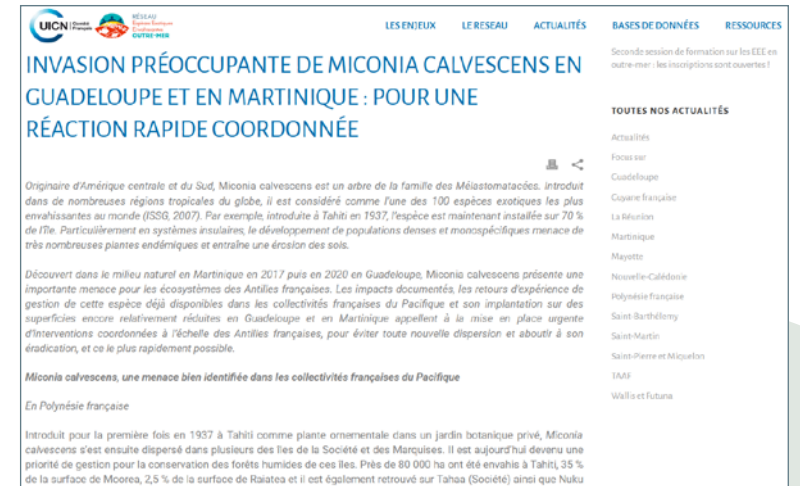 UICN Comité Français RÉSEAU Espèces Exotiques Envahissantes OUTRE-MER
LES ENJEUX LE RESEAU ACTUALITÉS BASES DE DONNÉES RESSOURCES
INVASION PRÉOCCUPANTE DE MICONIA CALVESCENS EN
GUADELOUPE ET EN MARTINIQUE : POUR UNE
RÉACTION RAPIDE COORDONNÉE
Originaire d'Amérique centrale et du Sud, Miconia calvescens est un arbre de la famille des Mélastomatacées. Introduit
dans de nombreuses régions tropicales du globe, il est considéré comme l'une des 100 espèces exotiques les plus
envahissantes au monde (ISSG, 2007). Par exemple, introduite à Tahiti en 1937, l'espèce est maintenant installée sur 70 %
de l'île. Particulièrement en systèmes insulaires, le développement de populations denses et monospécifiques menace de
très nombreuses plantes endémiques et entraîne une érosion des sols.
Découvert dans le milieu naturel en Martinique en 2017 puis en 2020 en Guadeloupe, Miconia calvescens présente une
importante menace pour les écosystèmes des Antilles françaises. Les impacts documentés, les retours d'expérience de
gestion de cette espèce déjà disponibles dans les collectivités françaises du Pacifique et son implantation sur des
superficies encore relativement réduites en Guadeloupe et en Martinique appellent à la mise en place urgente
d'interventions coordonnées à l'échelle des Antilles françaises, pour éviter toute nouvelle dispersion et aboutir à son
éradication, et ce le plus rapidement possible.
Miconia calvescens, une menace bien identifiée dans les collectivités françaises du Pacifique
En Polynésie française
Introduit pour la première fois en 1937 à Tahiti comme plante ornementale dans un jardin botanique privé, Miconia
calvescens s'est ensuite dispersé dans plusieurs des îles de la Société et des Marquises. Il est aujourd'hui devenu une
priorité de gestion pour la conservation des forêts humides de ces îles. Près de 80 000 ha ont été envahis à Tahiti, 35 %
de la surface de Moorea, 2,5 % de la surface de Raiatea et il est également retrouvé sur Tahaa (Société) ainsi que Nuku
Seconde session de formation sur les EEE en
outre-mer : les inscriptions sont ouvertes !
TOUTES NOS ACTUALITÉS
Actualités
Focus sur
Guadeloupe
Guyane française
La Réunion
Martinique
Mayotte
Nouvelle-Calédonie
Polynésie française
Saint-Barthélemy
Saint-Martin
Saint-Pierre et Miquelon
TAAF
Wallis et Futuna